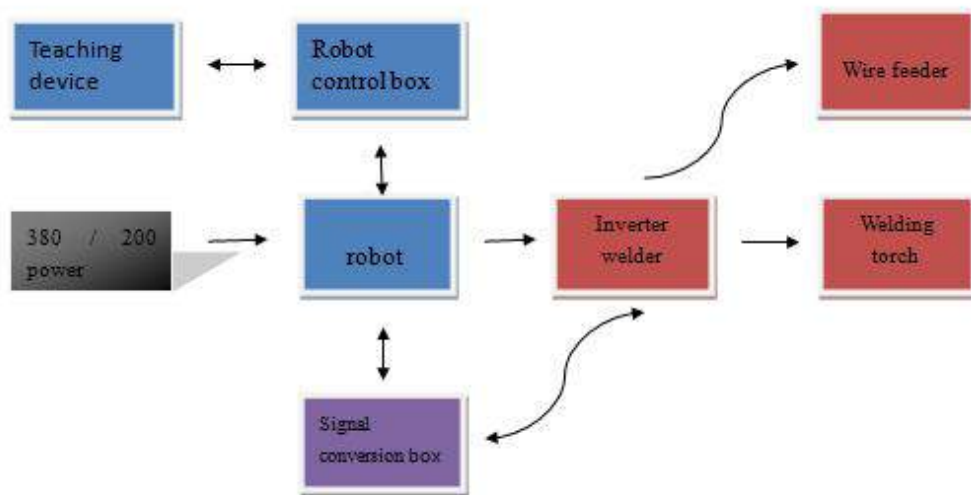 Teaching
device
Robot
control box
Wire feeder
380 / 200
power
robot
Inverter
welder
Welding
torch
Signal
conversion box